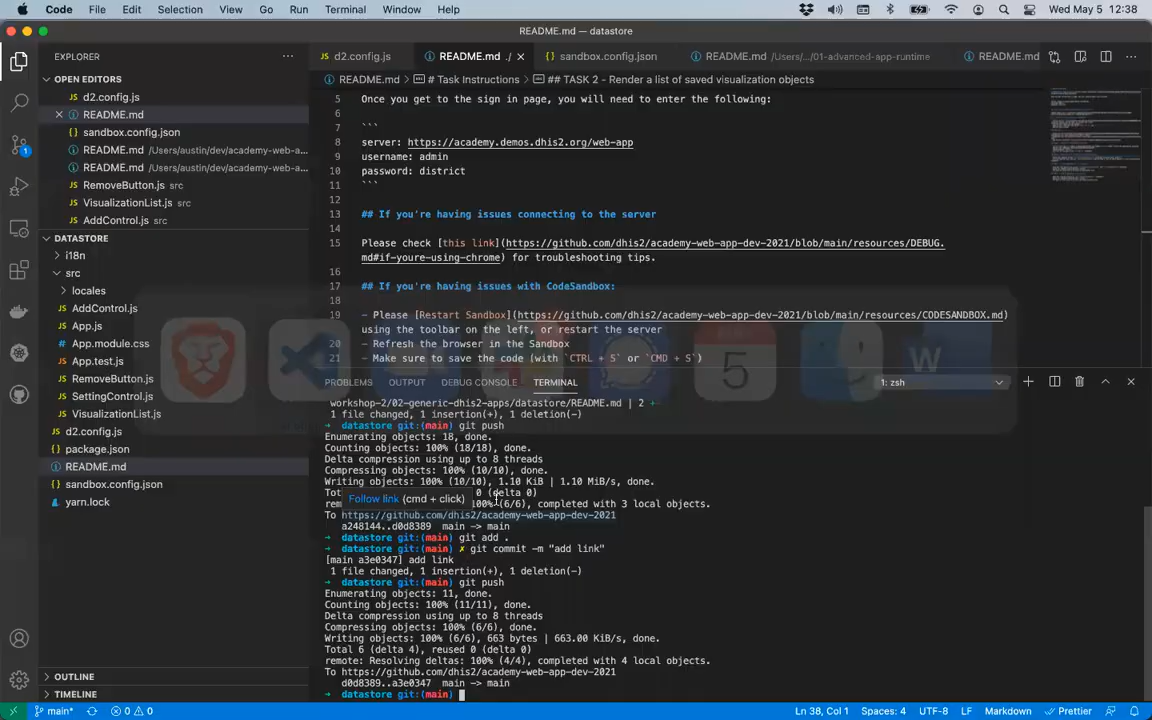 Code File Edit Selection View Go Run Terminal Window Help
Wed May 5 12:38
README.md — datastore
EXPLORER
OPEN EDITORS
d2.config.js
README.md
sandbox.config.json
README.md /Users/austin/dev/academy-web-a...
README.md /Users/austin/dev/academy-web-a...
RemoveButton.js src
VisualizationList.js src
AddControl.js src
DATASTORE
i18n
src
locales
AddControl.js
App.js
App.module.css
App.test.js
RemoveButton.js
SettingControl.js
VisualizationList.js
d2.config.js
package.json
README.md
sandbox.config.json
yarn.lock
OUTLINE
TIMELINE
d2.config.js
README.md ./
sandbox.config.json
README.md /Users/.../01-advanced-app-runtime
README.md
README.md > # Task Instructions > ## TASK 2 - Render a list of saved visualization objects
5 Once you get to the sign in page, you will need to enter the following:
6
7 ```
8 server: https://academy.demos.dhis2.org/web-app
9 username: admin
10 password: district
11 ```
12
13 ## If you're having issues connecting to the server
14
15 Please check [this link](https://github.com/dhis2/academy-web-app-dev-2021/blob/main/resources/DEBUG.
md#if-youre-using-chrome) for troubleshooting tips.
16
17 ## If you're having issues with CodeSandbox:
18
19 - Please [Restart Sandbox](https://github.com/dhis2/academy-web-app-dev-2021/blob/main/resources/CODESANDBOX.md)
using the toolbar on the left, or restart the server
20 - Refresh the browser in the Sandbox
21 - Make sure to save the code (with `CTRL + S` or `CMD + S`)
PROBLEMS OUTPUT DEBUG CONSOLE TERMINAL
1: zsh
workshop-2/02-generic-dhis2-apps/datastore/README.md | 2 +-
1 file changed, 1 insertion(+), 1 deletion(-)
➜ datastore git:(main) git push
Enumerating objects: 18, done.
Counting objects: 100% (18/18), done.
Delta compression using up to 8 threads
Compressing objects: 100% (10/10), done.
Writing objects: 100% (10/10), 1.10 KiB | 1.10 MiB/s, done.
Tot 0 (delta 0)
rem 100% (6/6), completed with 3 local objects.
Follow link (cmd + click)
To https://github.com/dhis2/academy-web-app-dev-2021
a248144..d0d8389 main -> main
➜ datastore git:(main) git add .
➜ datastore git:(main) ✗ git commit -m "add link"
[main a3e0347] add link
1 file changed, 1 insertion(+), 1 deletion(-)
➜ datastore git:(main) git push
Enumerating objects: 11, done.
Counting objects: 100% (11/11), done.
Delta compression using up to 8 threads
Compressing objects: 100% (6/6), done.
Writing objects: 100% (6/6), 663 bytes | 663.00 KiB/s, done.
Total 6 (delta 4), reused 0 (delta 0)
remote: Resolving deltas: 100% (4/4), completed with 4 local objects.
To https://github.com/dhis2/academy-web-app-dev-2021
d0d8389..a3e0347 main -> main
➜ datastore git:(main)
5
W
main* 0 0
Ln 38, Col 1 Spaces: 4 UTF-8 LF Markdown Prettier